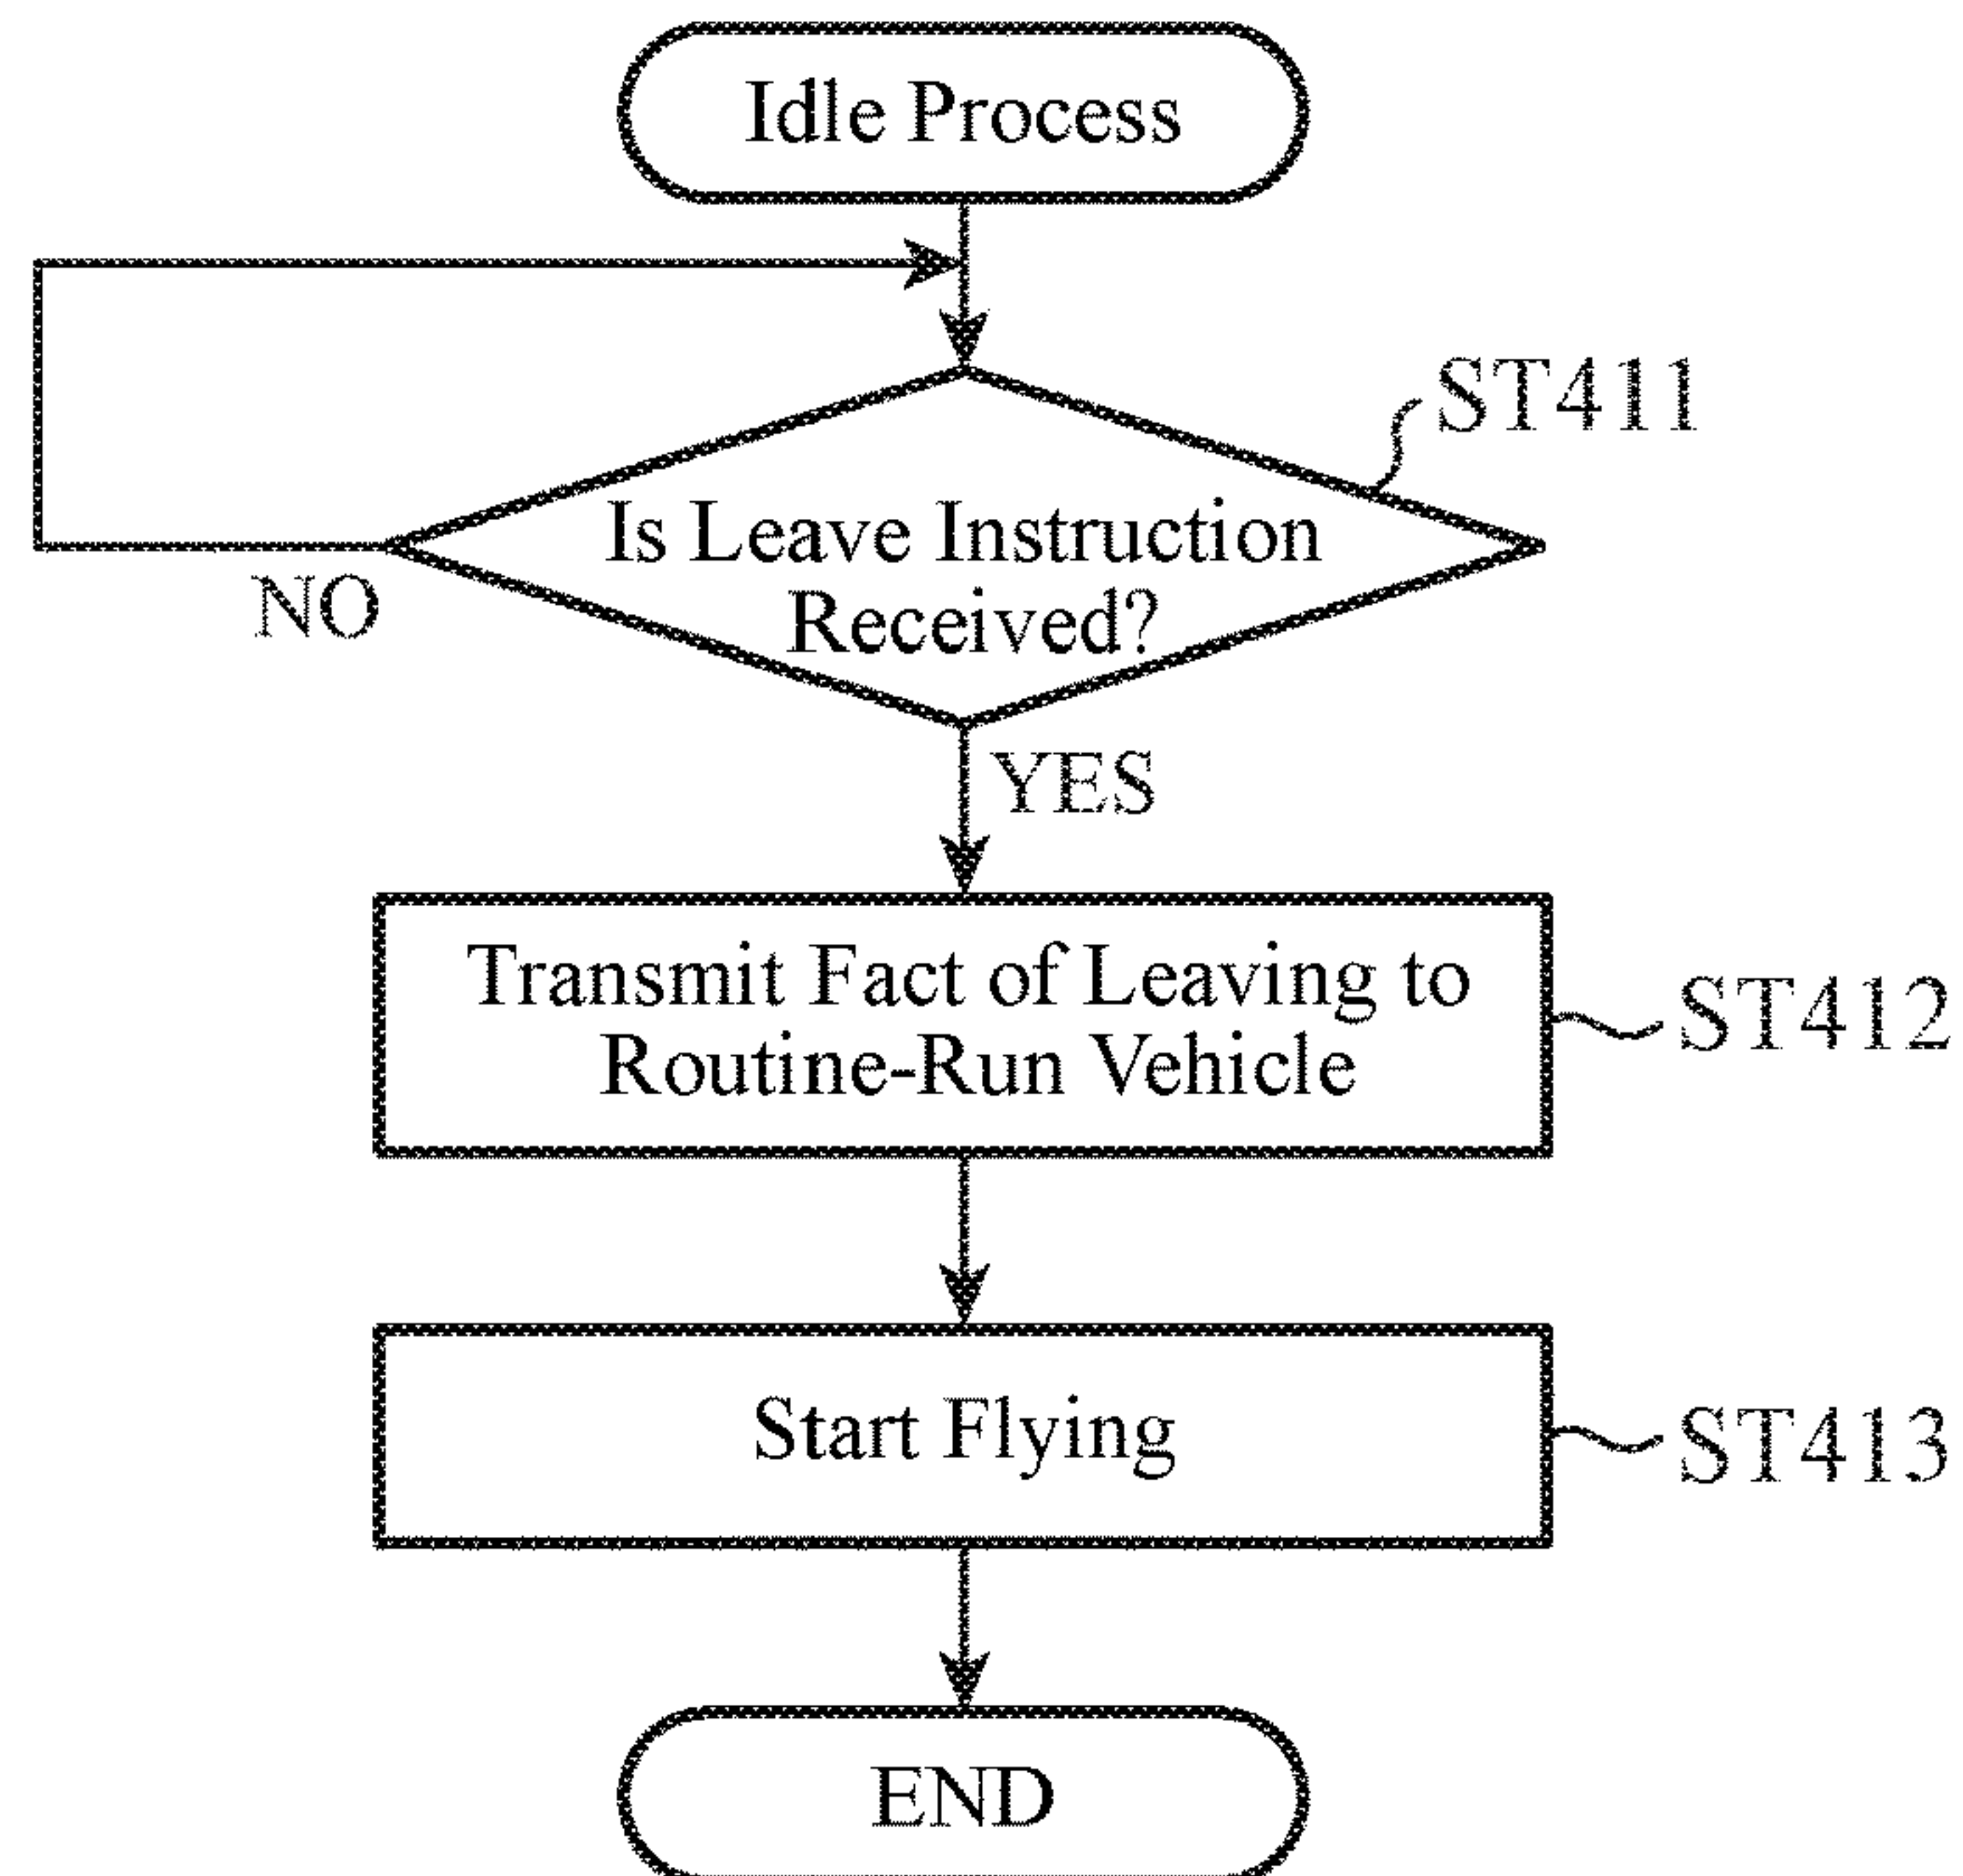 Idle Process
ST411
Is Leave Instruction
Received?
NO
YES
Transmit Fact of Leaving to
Routine-Run Vehicle
ST412
Start Flying
ST413
END